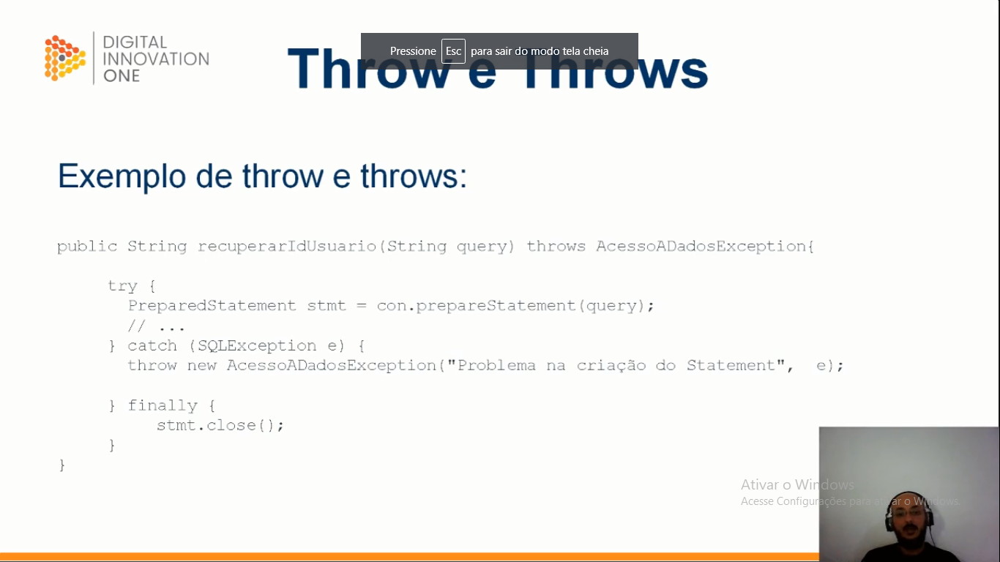 DIGITAL
INNOVATION
ONE
Pressione Esc para sair do modo tela cheia
Throw e Throws
Exemplo de throw e throws:
public String recuperarIdUsuario(String query) throws AcessoADadosException{
try {
PreparedStatement stmt = con.prepareStatement(query);
// ...
} catch (SQLException e) {
throw new AcessoADadosException("Problema na criação do Statement", e);
} finally {
stmt.close();
}
}
Ativar o Windows
Acesse Configurações para ativar o Windows.